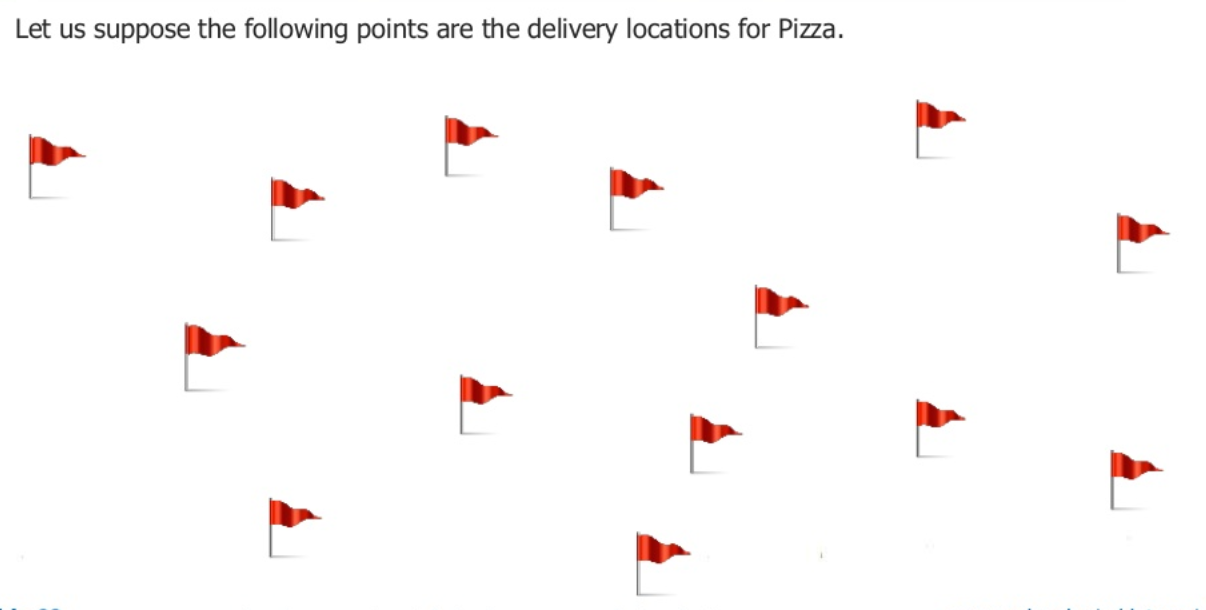 Let us suppose the following points are the delivery locations for Pizza.